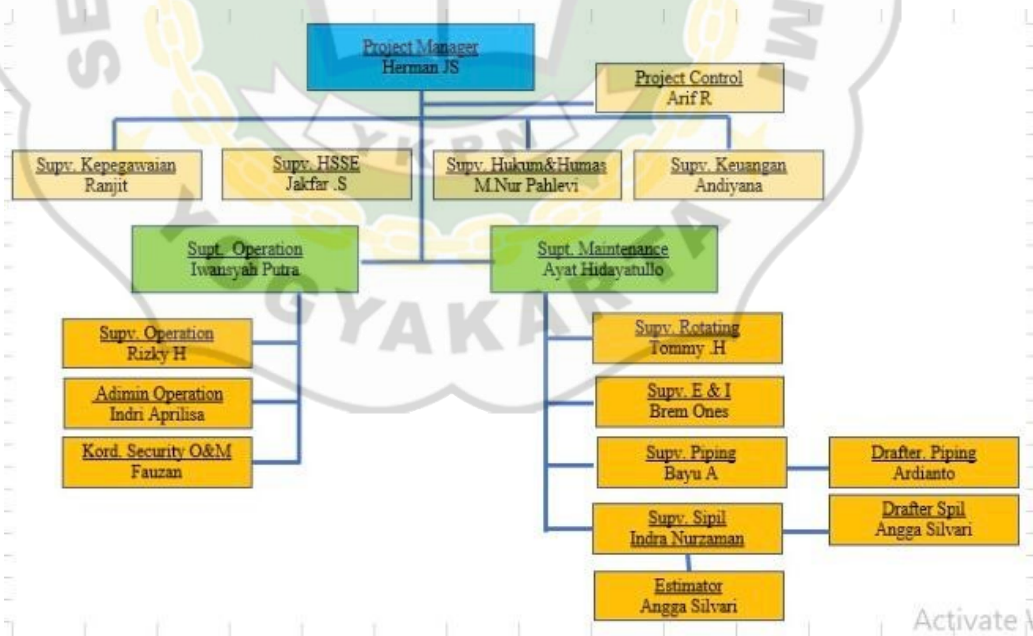 Project Manager
Herman JS
Project Control
Arif R
Supv. Kepegawaian
Ranjit
Supv. HSSE
Jakfar .S
Supv. Hukum&Humas
M.Nur Pahlevi
Supv. Keuangan
Andiyana
Supt. Operation
Iwansyah Putra
Supt. Maintenance
Ayat Hidayatullo
Supv. Operation
Rizky H
Adimin Operation
Indri Aprilisa
Kord. Security O&M
Fauzan
Supv. Rotating
Tommy .H
Supv. E & I
Brem Ones
Supv. Piping
Bayu A
Drafter. Piping
Ardianto
Supv. Sipil
Indra Nurzaman
Drafter Spil
Angga Silvari
Estimator
Angga Silvari
YKPN
YOGYAKARTA
Activate